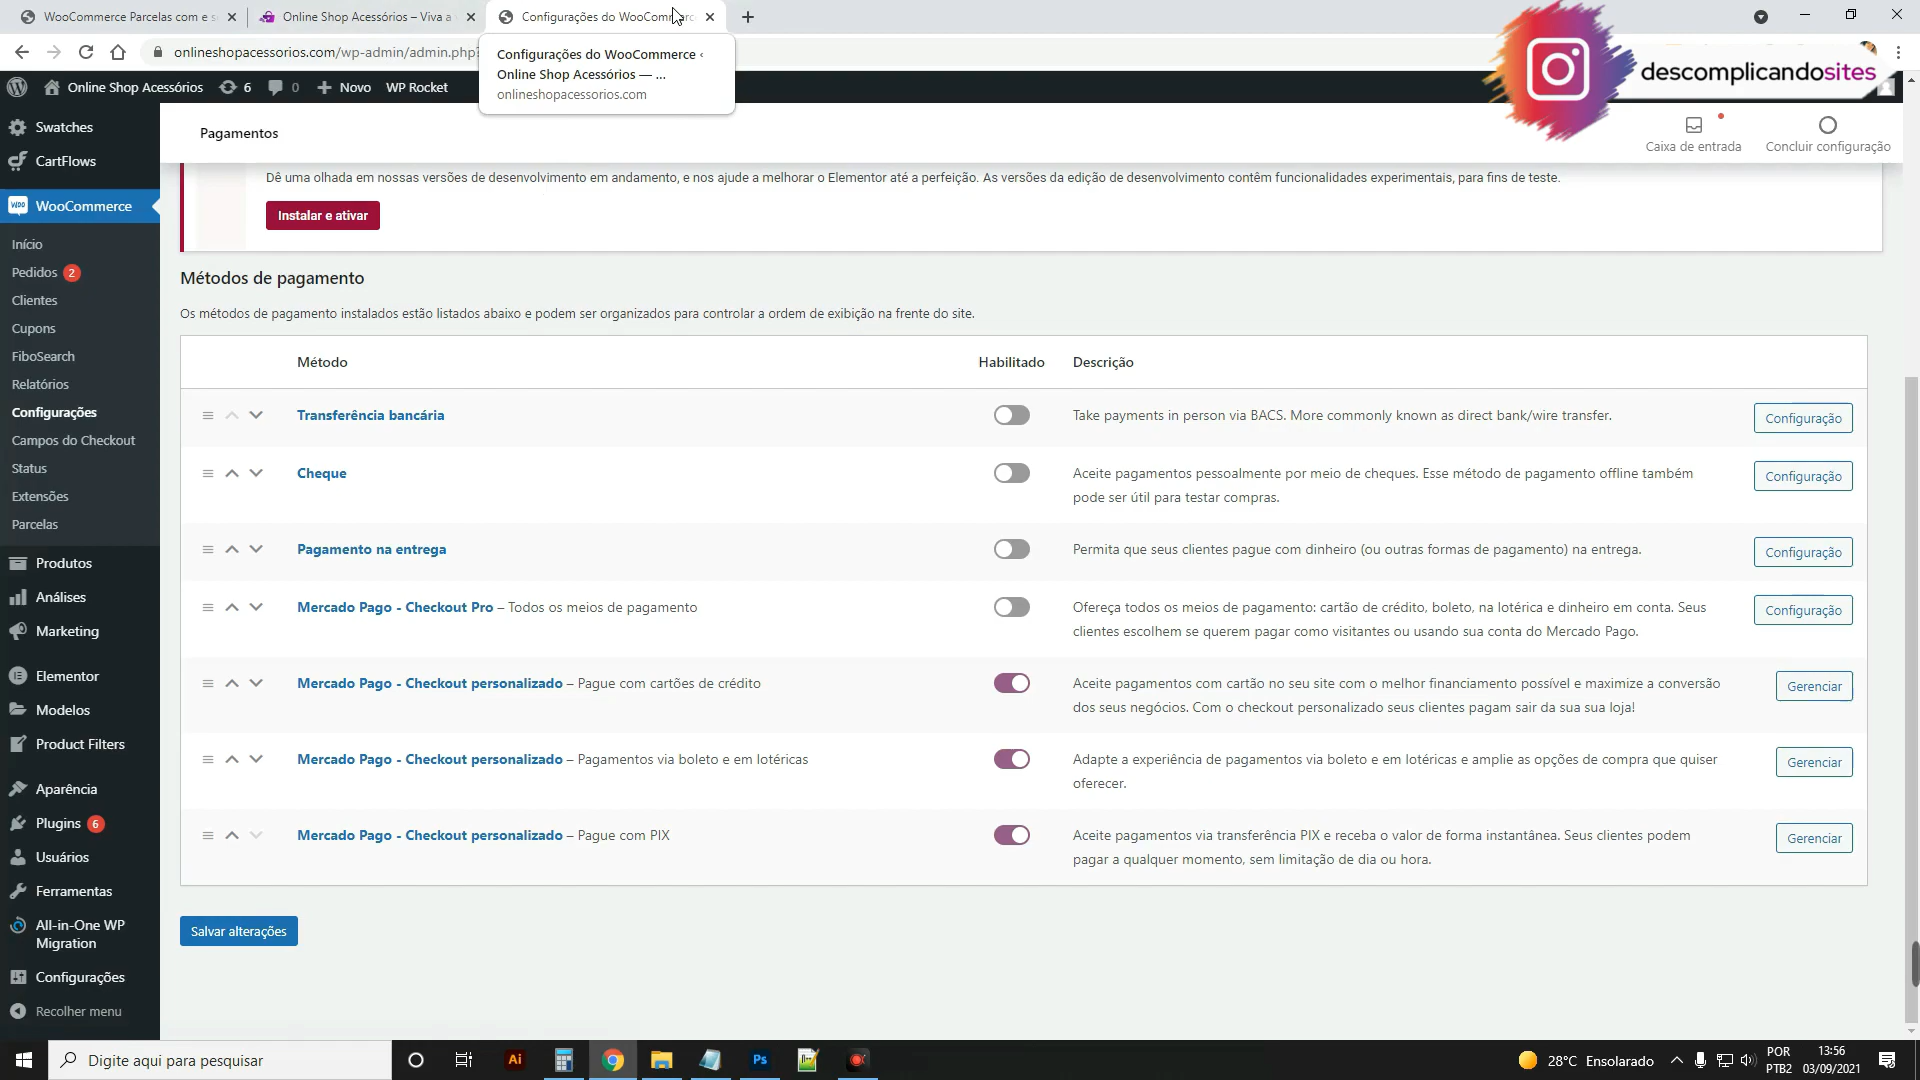 WooCommerce Parcelas com e s
Online Shop Acessórios – Viva a
Configurações do WooCommerc
onlineshopacessorios.com/wp-admin/admin.php?
Configurações do WooCommerce ‹
Online Shop Acessórios — ...
onlineshopacessorios.com
descomplicandosites
Online Shop Acessórios
6
0
Novo
WP Rocket
Swatches
CartFlows
WooCommerce
Início
Pedidos 2
Clientes
Cupons
FiboSearch
Relatórios
Configurações
Campos do Checkout
Status
Extensões
Parcelas
Produtos
Análises
Marketing
Elementor
Modelos
Product Filters
Aparência
Plugins 6
Usuários
Ferramentas
All-in-One WP
Migration
Configurações
Recolher menu
Pagamentos
Caixa de entrada
Concluir configuração
Dê uma olhada em nossas versões de desenvolvimento em andamento, e nos ajude a melhorar o Elementor até a perfeição. As versões da edição de desenvolvimento contêm funcionalidades experimentais, para fins de teste.
Instalar e ativar
Métodos de pagamento
Os métodos de pagamento instalados estão listados abaixo e podem ser organizados para controlar a ordem de exibição na frente do site.
Método
Habilitado
Descrição
Transferência bancária
Take payments in person via BACS. More commonly known as direct bank/wire transfer.
Configuração
Cheque
Aceite pagamentos pessoalmente por meio de cheques. Esse método de pagamento offline também
pode ser útil para testar compras.
Configuração
Pagamento na entrega
Permita que seus clientes pague com dinheiro (ou outras formas de pagamento) na entrega.
Configuração
Mercado Pago - Checkout Pro – Todos os meios de pagamento
Ofereça todos os meios de pagamento: cartão de crédito, boleto, na lotérica e dinheiro em conta. Seus
clientes escolhem se querem pagar como visitantes ou usando sua conta do Mercado Pago.
Configuração
Mercado Pago - Checkout personalizado – Pague com cartões de crédito
Aceite pagamentos com cartão no seu site com o melhor financiamento possível e maximize a conversão
dos seus negócios. Com o checkout personalizado seus clientes pagam sair da sua sua loja!
Gerenciar
Mercado Pago - Checkout personalizado – Pagamentos via boleto e em lotéricas
Adapte a experiência de pagamentos via boleto e em lotéricas e amplie as opções de compra que quiser
oferecer.
Gerenciar
Mercado Pago - Checkout personalizado – Pague com PIX
Aceite pagamentos via transferência PIX e receba o valor de forma instantânea. Seus clientes podem
pagar a qualquer momento, sem limitação de dia ou hora.
Gerenciar
Salvar alterações
Digite aqui para pesquisar
Ai
Ps
28°C Ensolarado
POR
PTB2
13:56
03/09/2021